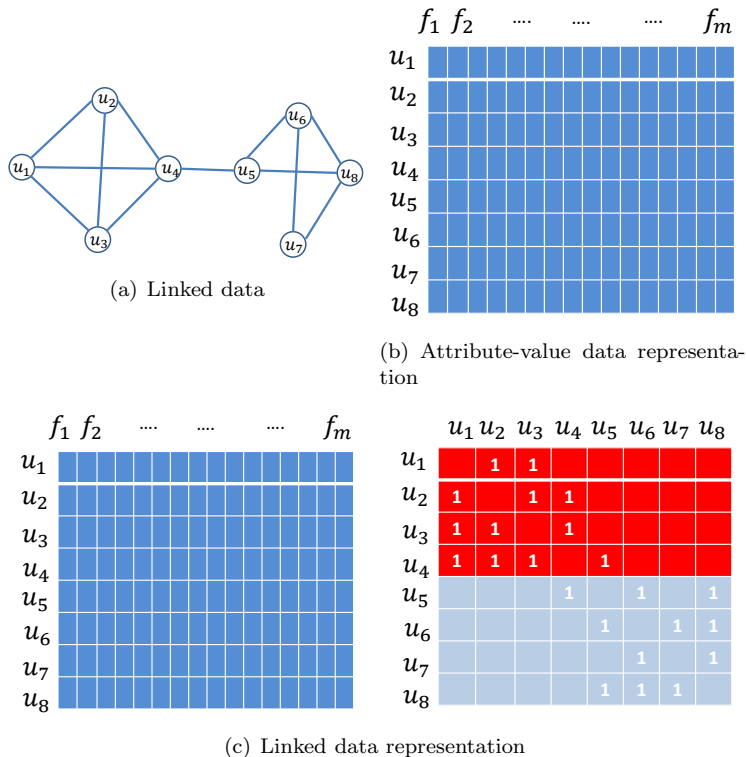 f₁ f₂ .... .... .... fₘ
u₁
u₂
u₃
u₄
u₅
u₆
u₇
u₈
u₂
u₆
u₁
u₄
u₅
u₈
u₃
u₇
(a) Linked data
(b) Attribute-value data representa-
tion
f₁ f₂ .... .... .... fₘ
u₁
u₂
u₃
u₄
u₅
u₆
u₇
u₈
u₁ u₂ u₃ u₄ u₅ u₆ u₇ u₈
u₁ 1 1
u₂ 1 1 1
u₃ 1 1 1
u₄ 1 1 1 1
u₅ 1 1 1
u₆ 1 1 1
u₇ 1 1
u₈ 1 1 1
(c) Linked data representation